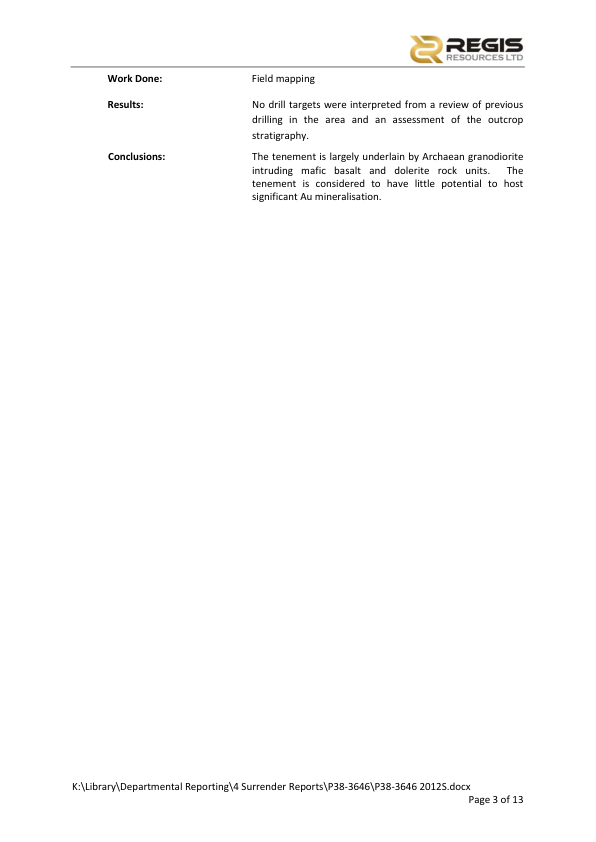 REGIS
RESOURCES LTD
Work Done: Field mapping
Results: No drill targets were interpreted from a review of previous
drilling in the area and an assessment of the outcrop
stratigraphy.
Conclusions: The tenement is largely underlain by Archaean granodiorite
intruding mafic basalt and dolerite rock units. The
tenement is considered to have little potential to host
significant Au mineralisation.
K:\Library\Departmental Reporting\4 Surrender Reports\P38-3646\P38-3646 2012S.docx
Page 3 of 13